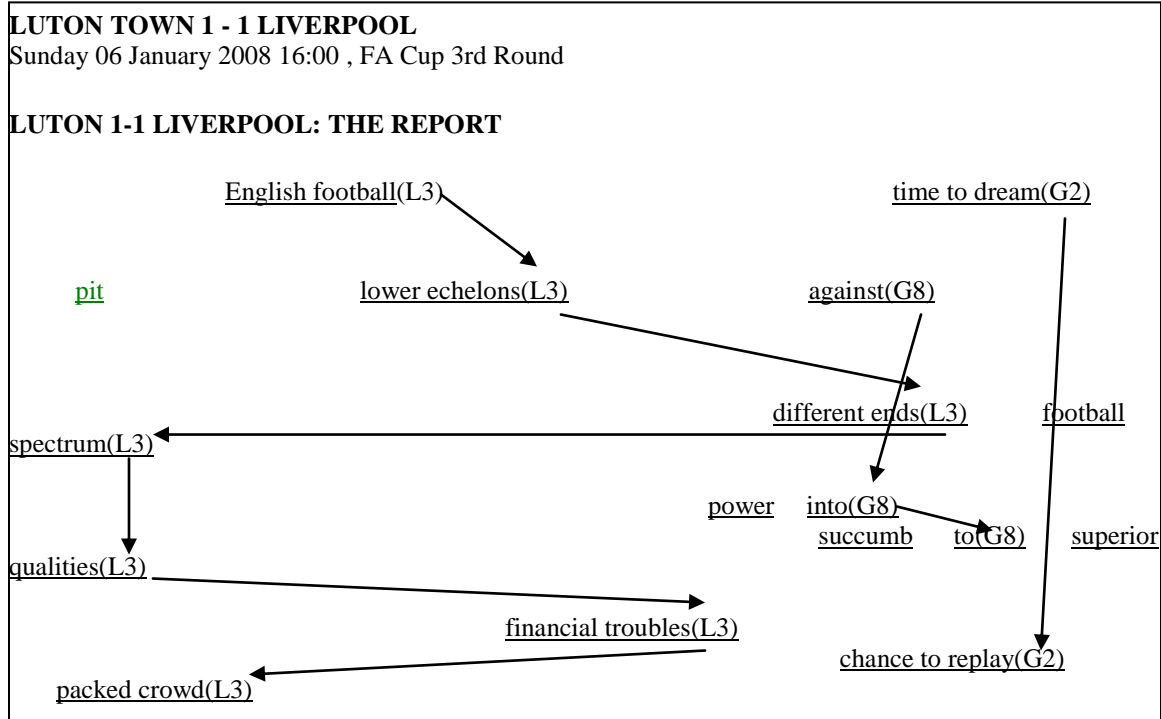 LUTON TOWN 1 - 1 LIVERPOOL
Sunday 06 January 2008 16:00 , FA Cup 3rd Round
LUTON 1-1 LIVERPOOL: THE REPORT
English football(L3) time to dream(G2)
pit lower echelons(L3) against(G8)
different ends(L3) football
spectrum(L3)
power into(G8)
succumb to(G8) superior
qualities(L3)
financial troubles(L3)
chance to replay(G2)
packed crowd(L3)